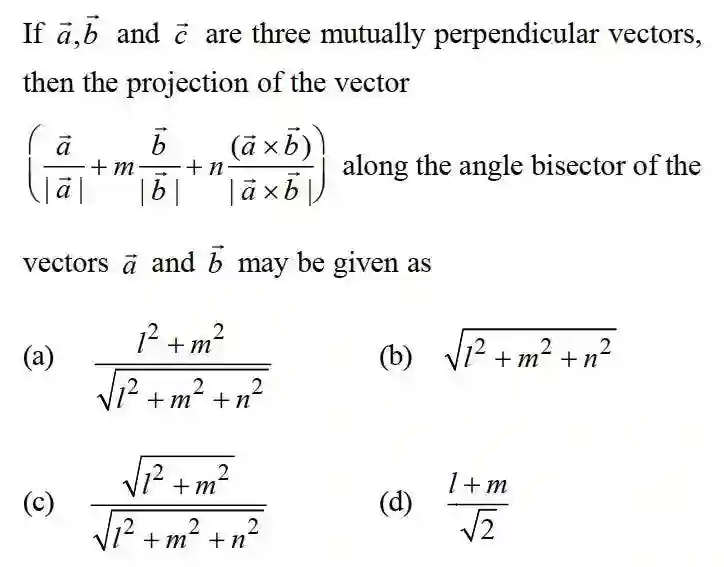 If $\vec{a}, \vec{b}$ and $\vec{c}$ are three mutually perpendicular vectors,
then the projection of the vector
$\left( \frac{\vec{a}}{|\vec{a}|} + m \frac{\vec{b}}{|\vec{b}|} + n \frac{(\vec{a} \times \vec{b})}{|\vec{a} \times \vec{b}|} \right)$ along the angle bisector of the
vectors $\vec{a}$ and $\vec{b}$ may be given as
(a) $\frac{l^2 + m^2}{\sqrt{l^2 + m^2 + n^2}}$ (b) $\sqrt{l^2 + m^2 + n^2}$
(c) $\frac{\sqrt{l^2 + m^2}}{\sqrt{l^2 + m^2 + n^2}}$ (d) $\frac{l + m}{\sqrt{2}}$